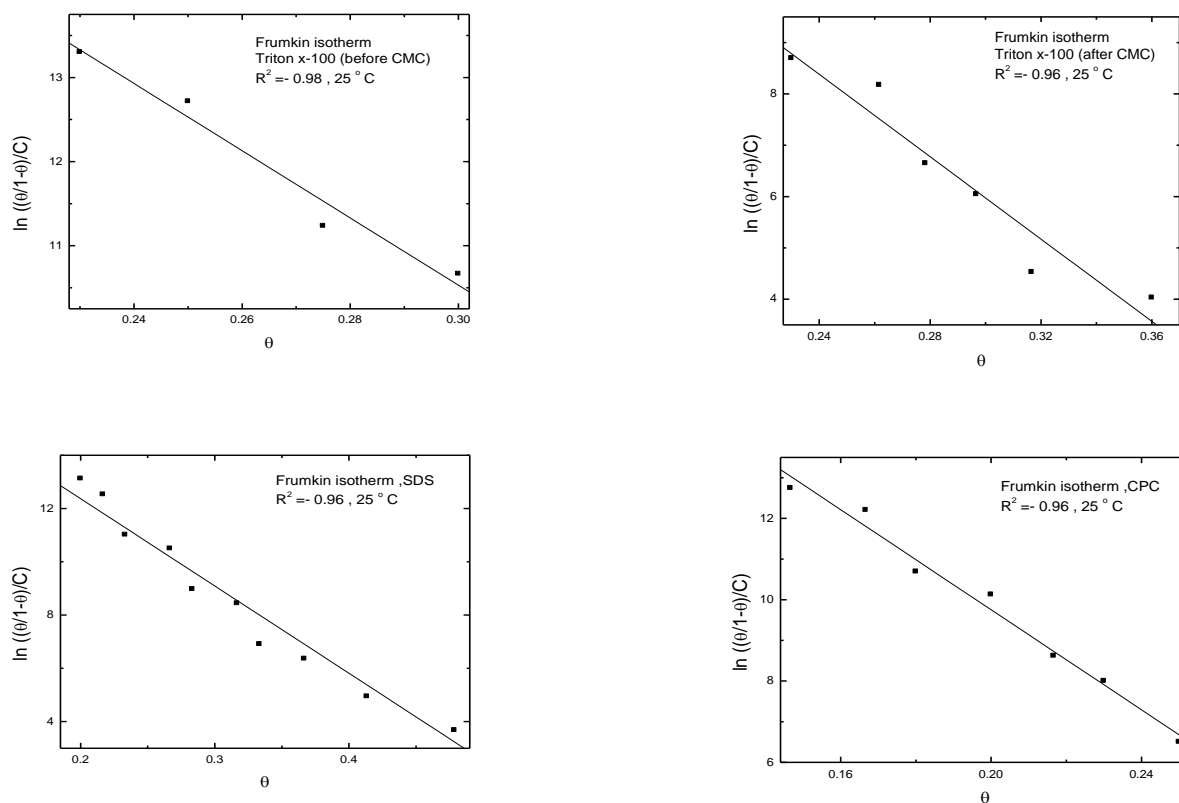 Frumkin isotherm
Triton x-100 (before CMC)
R² =- 0.98 , 25 ° C
ln ((θ/1-θ)/C)
13
12
11
0.24 0.26 0.28 0.30
θ
Frumkin isotherm
Triton x-100 (after CMC)
R² =- 0.96 , 25 ° C
ln ((θ/1-θ)/C)
8
6
4
0.24 0.28 0.32 0.36
θ
Frumkin isotherm ,SDS
R² =- 0.96 , 25 ° C
ln ((θ/1-θ)/C)
12
8
4
0.2 0.3 0.4
θ
Frumkin isotherm ,CPC
R² =- 0.96 , 25 ° C
ln ((θ/1-θ)/C)
12
10
8
6
0.16 0.20 0.24
θ